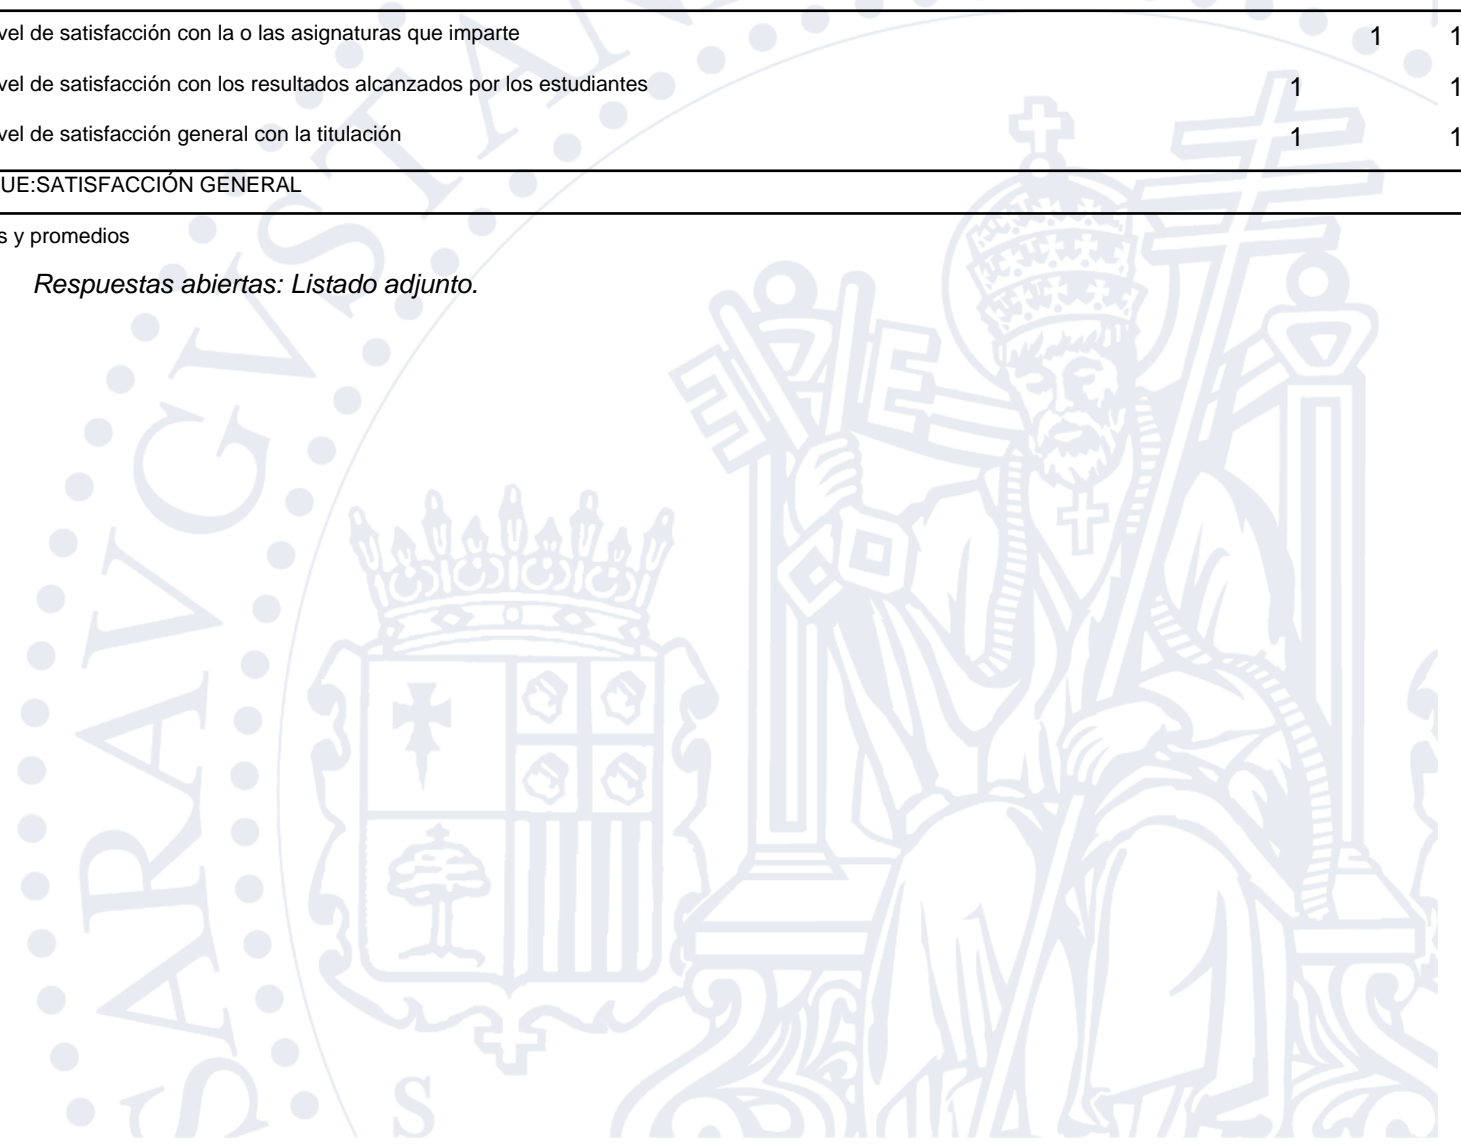 vel de satisfacción con la o las asignaturas que imparte 1 1
vel de satisfacción con los resultados alcanzados por los estudiantes 1 1
vel de satisfacción general con la titulación 1 1
UE:SATISFACCIÓN GENERAL
s y promedios
Respuestas abiertas: Listado adjunto.
SARAVGVSTAN
S